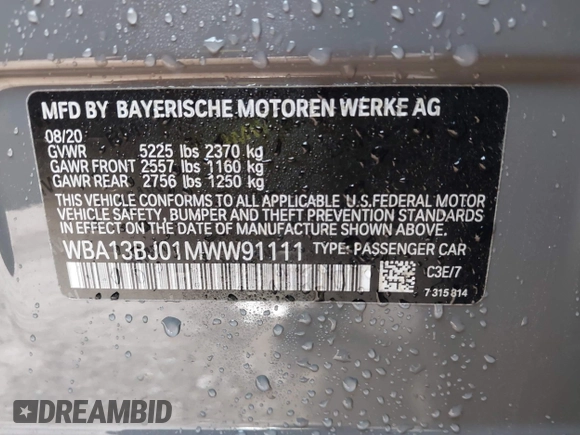 MFD BY BAYERISCHE MOTOREN WERKE AG
08/20
GVWR 5225 lbs 2370 kg
GAWR FRONT 2557 lbs 1160 kg
GAWR REAR 2756 lbs 1250 kg
THIS VEHICLE CONFORMS TO ALL APPLICABLE U.S.FEDERAL MOTOR
VEHICLE SAFETY, BUMPER AND THEFT PREVENTION STANDARDS
IN EFFECT ON THE DATE OF MANUFACTURE SHOWN ABOVE.
WBA13BJ01MWW91111 TYPE: PASSENGER CAR
C3E/7
7 315 814
DREAMBID